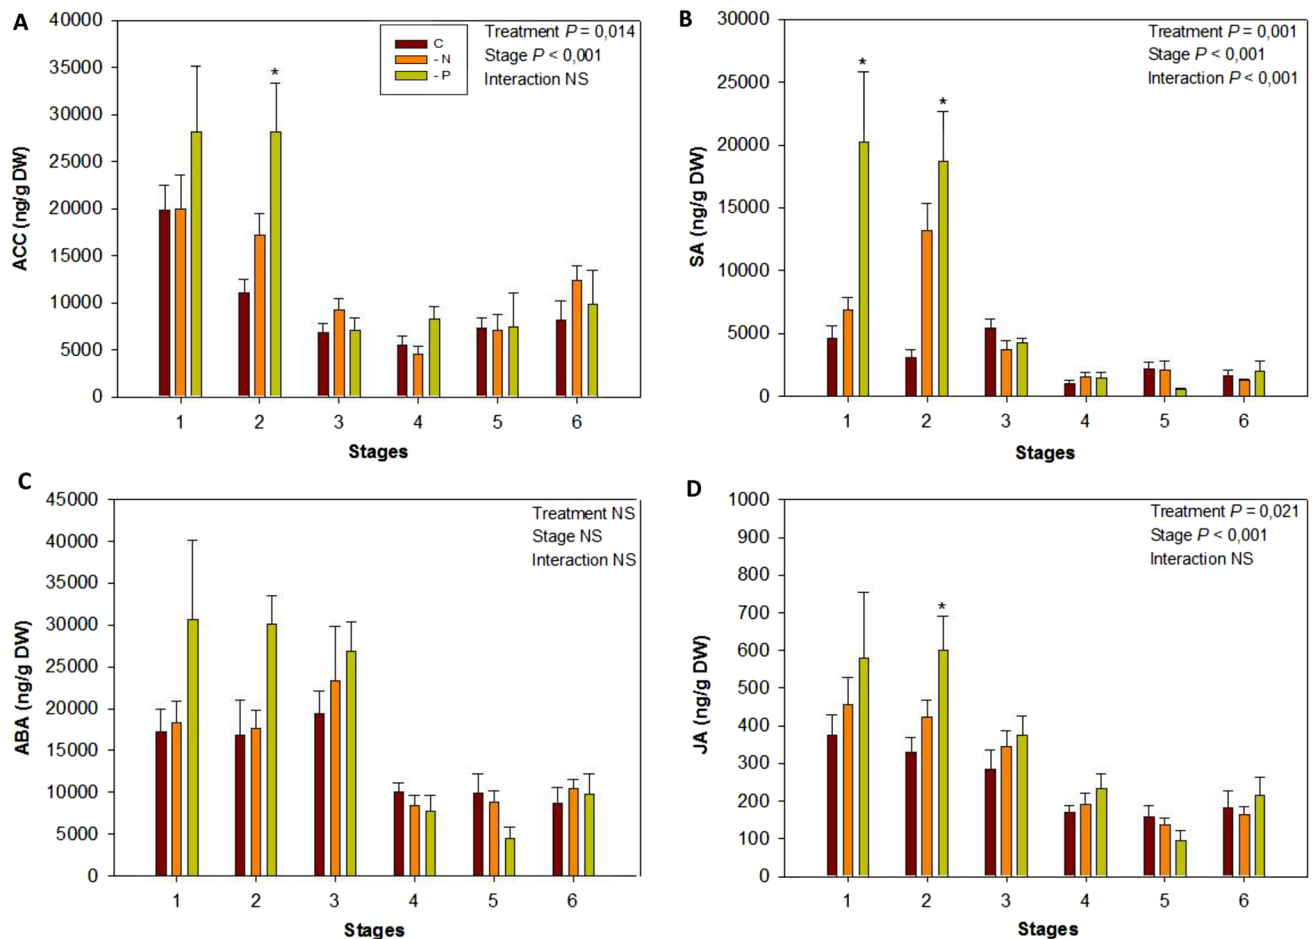 A
ACC (ng/g DW)
40000
35000
30000
25000
20000
15000
10000
5000
0
C
- N
- P
Treatment P = 0,014
Stage P < 0,001
Interaction NS
*
1 2 3 4 5 6
Stages
B
SA (ng/g DW)
30000
25000
20000
15000
10000
5000
0
Treatment P = 0,001
Stage P < 0,001
Interaction P < 0,001
*
*
1 2 3 4 5 6
Stages
C
ABA (ng/g DW)
45000
40000
35000
30000
25000
20000
15000
10000
5000
0
Treatment NS
Stage NS
Interaction NS
1 2 3 4 5 6
Stages
D
JA (ng/g DW)
1000
900
800
700
600
500
400
300
200
100
0
Treatment P = 0,021
Stage P < 0,001
Interaction NS
*
1 2 3 4 5 6
Stages